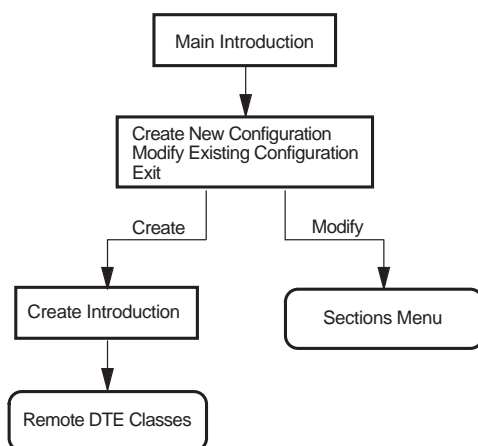 Main Introduction
Create New Configuration
Modify Existing Configuration
Exit
Create
Modify
Create Introduction
Sections Menu
Remote DTE Classes